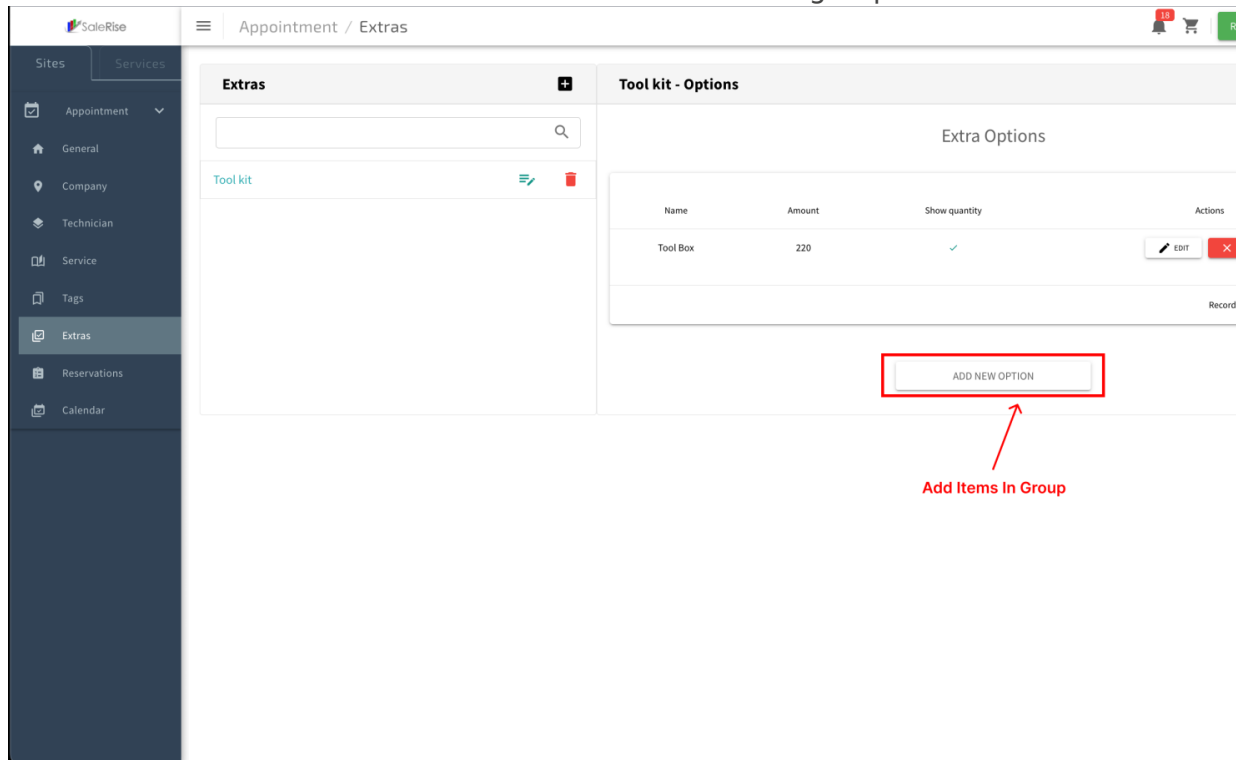 SaleRise
Appointment / Extras
18
R
Sites
Services
Appointment
General
Company
Technician
Service
Tags
Extras
Reservations
Calendar
Extras
Tool kit
Tool kit - Options
Extra Options
Name Amount Show quantity Actions
Tool Box 220 EDIT
Record
ADD NEW OPTION
Add Items In Group